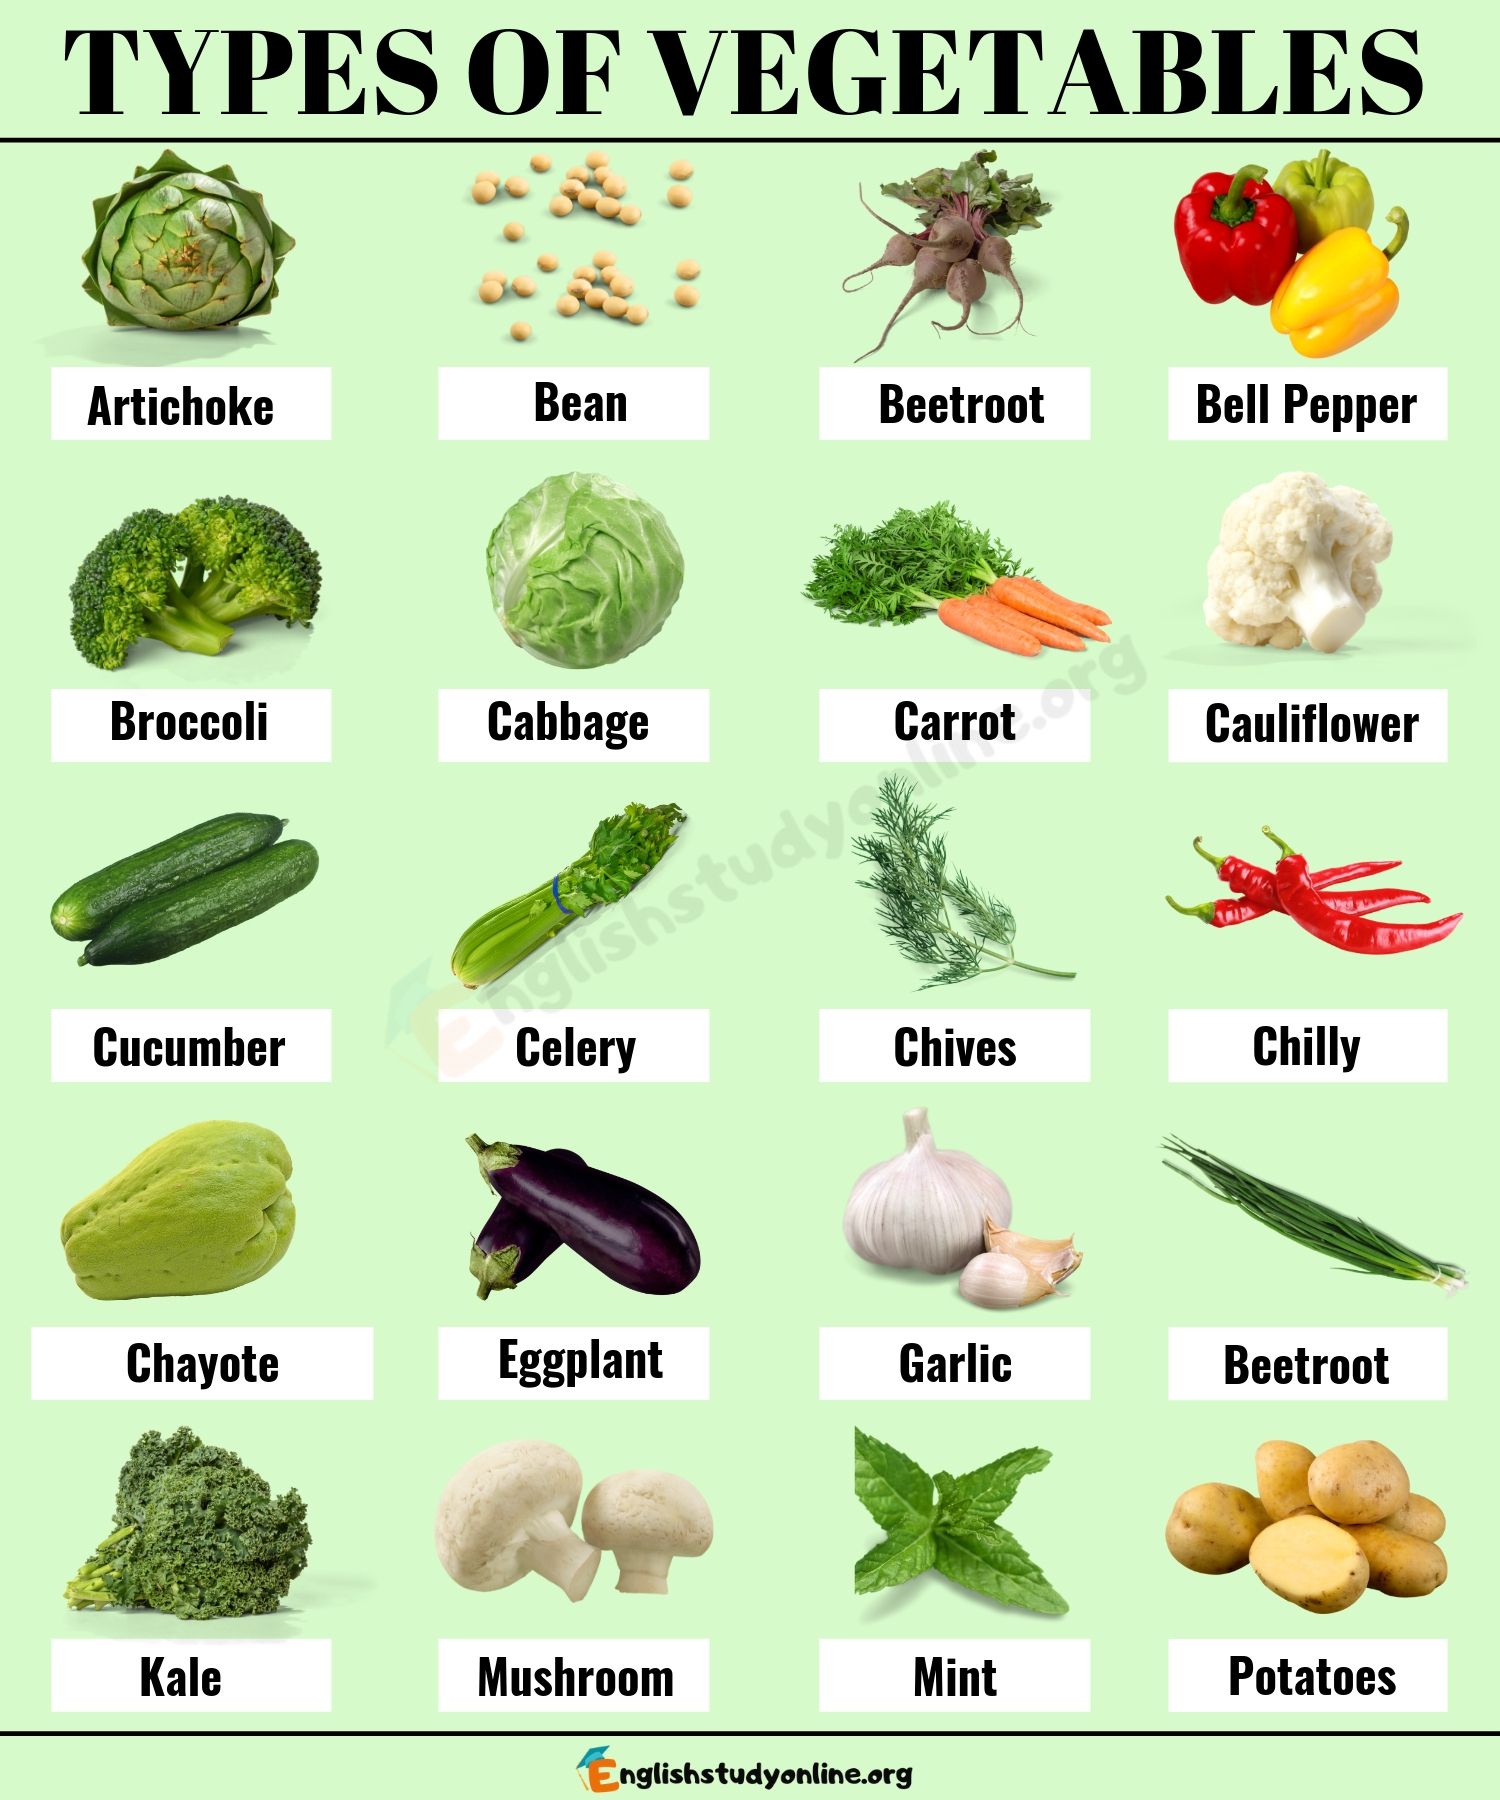 TYPES OF VEGETABLES
Artichoke
Bean
Beetroot
Bell Pepper
Broccoli
Cabbage
Carrot
Cauliflower
Cucumber
Celery
Chives
Chilly
Chayote
Eggplant
Garlic
Beetroot
Kale
Mushroom
Mint
Potatoes
Englishstudyonline.org
Englishstudyonline.org